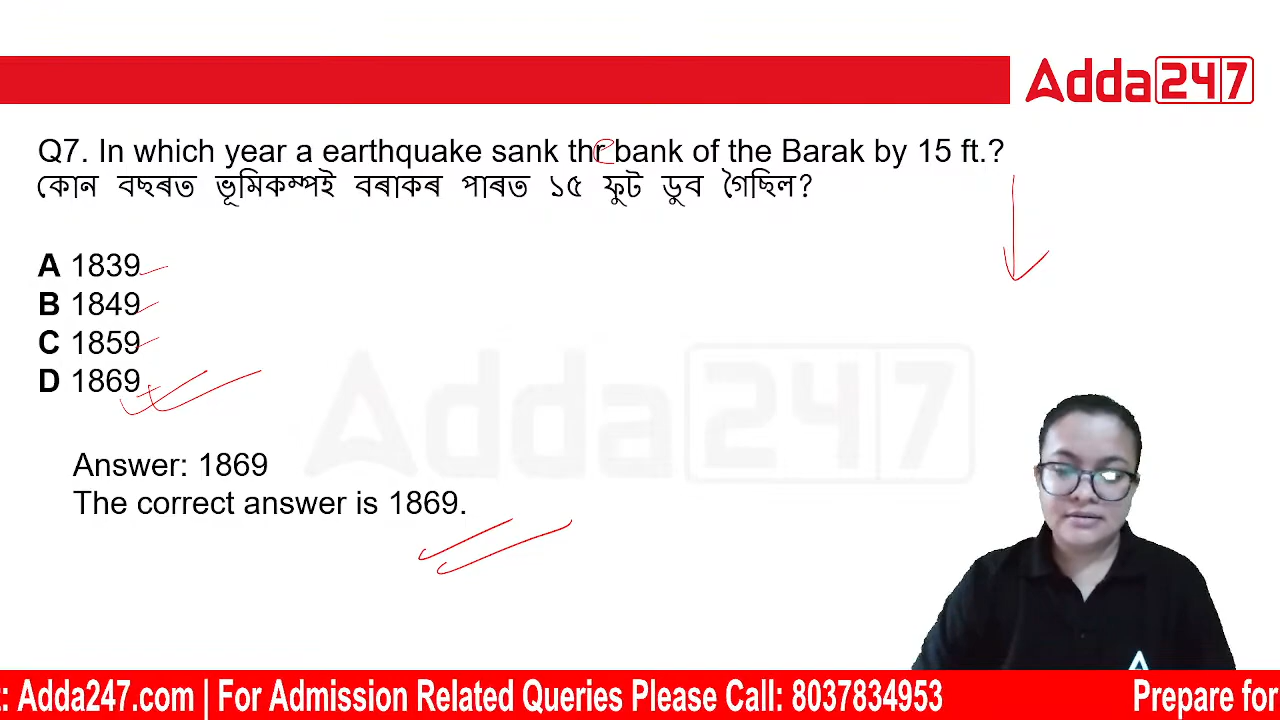 Adda247
Q7. In which year a earthquake sank thr bank of the Barak by 15 ft.?
কোন বছৰত ভূমিকম্পই বৰাকৰ পাৰত ১৫ ফুট ডুব গৈছিল?
A 1839
B 1849
C 1859
D 1869
Adda247
Answer: 1869
The correct answer is 1869.
: Adda247.com | For Admission Related Queries Please Call: 8037834953 Prepare for